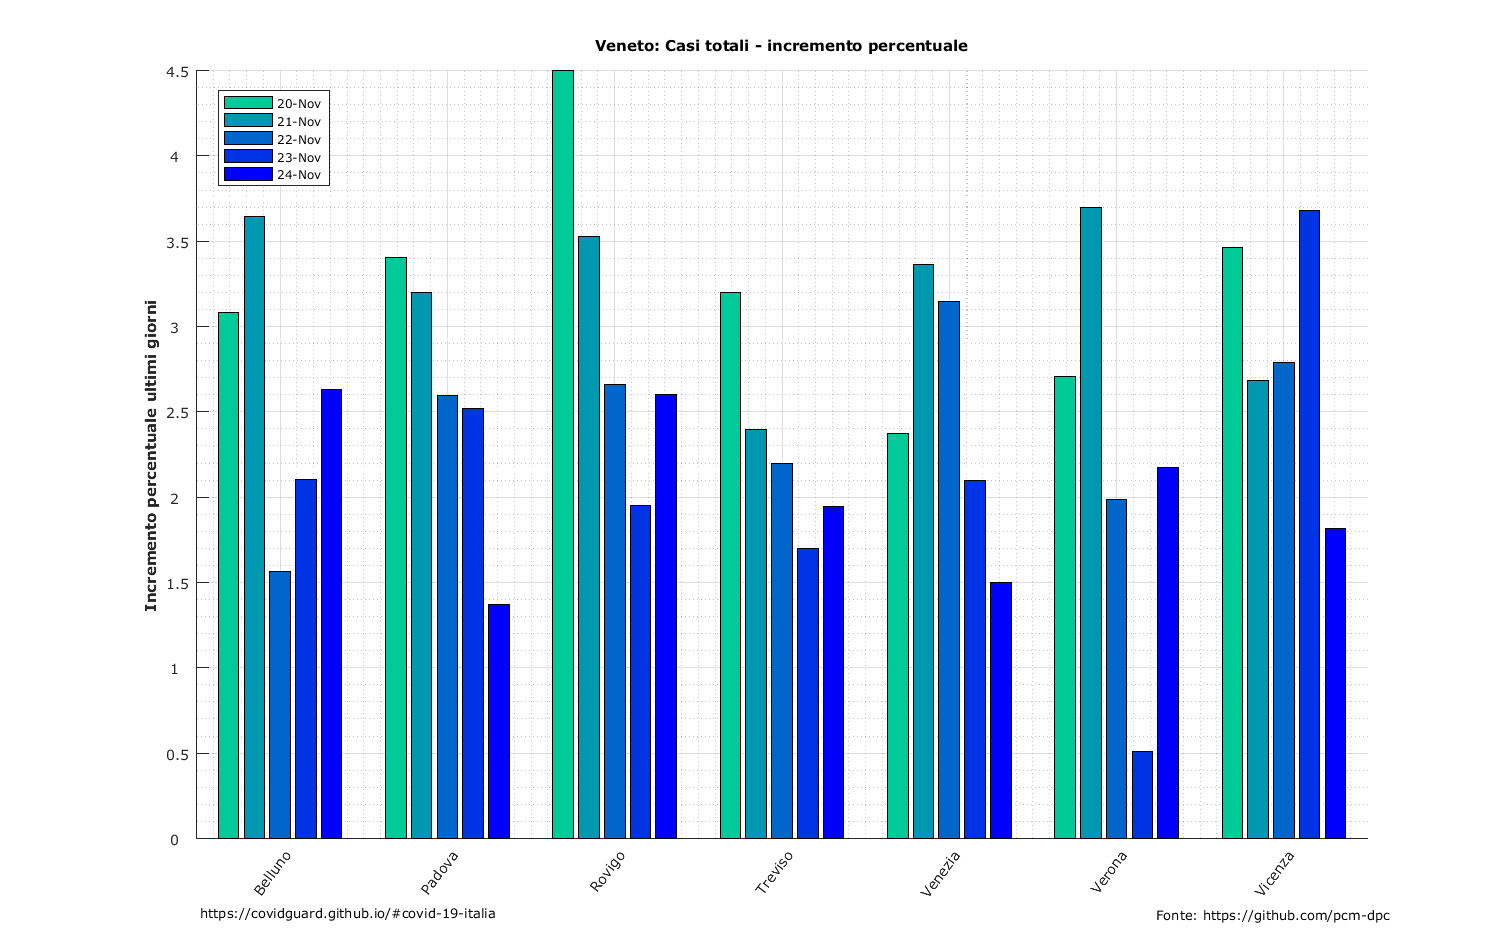 Veneto: Casi totali - incremento percentuale
4.5
4
3.5
3
2.5
2
1.5
1
0.5
0
Incremento percentuale ultimi giorni
20-Nov
21-Nov
22-Nov
23-Nov
24-Nov
Belluno
Padova
Rovigo
Treviso
Venezia
Verona
Vicenza
https://covidguard.github.io/#covid-19-italia
Fonte: https://github.com/pcm-dpc